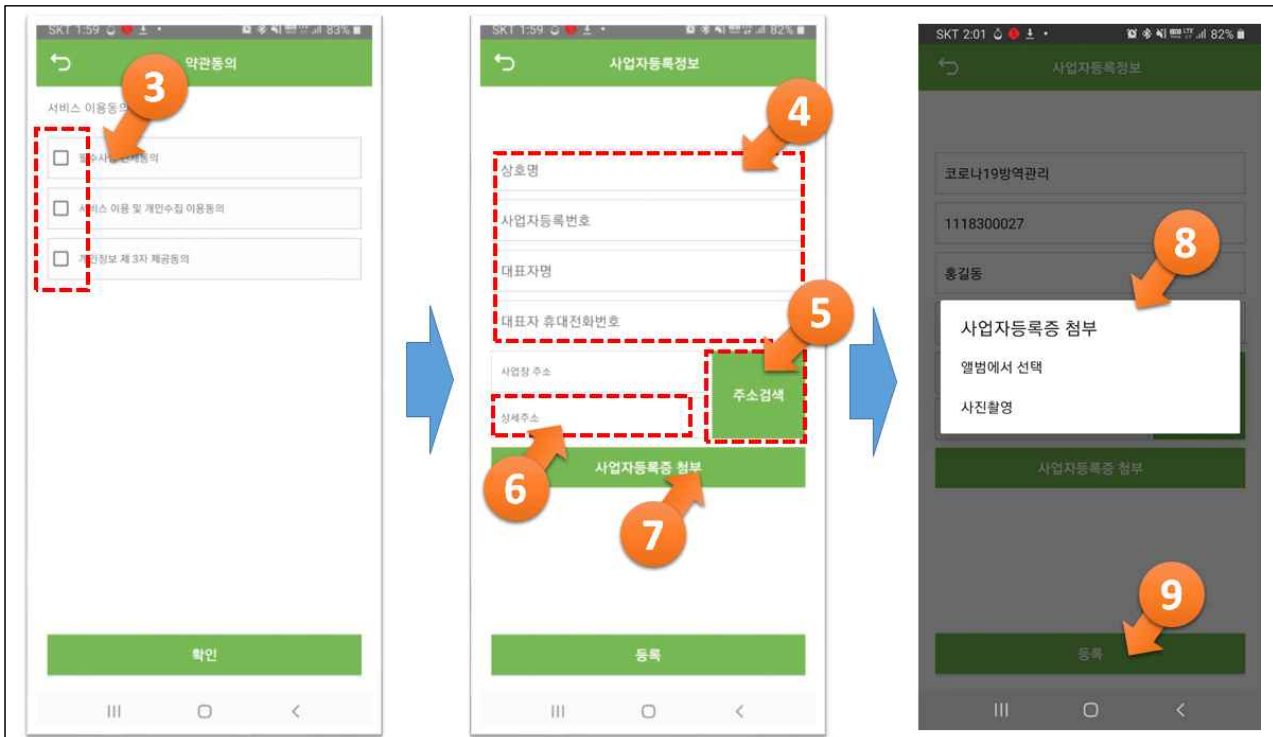 SKT 1:59
83%
약관동의
3
서비스 이용동의
전체동의
서비스 이용 및 개인수집 이용동의
개인정보 제 3자 제공동의
확인
SKT 1:59
82%
사업자등록정보
4
상호명
사업자등록번호
대표자명
대표자 휴대전화번호
5
사업장 주소
주소검색
상세주소
6
사업자등록증 첨부
7
등록
SKT 2:01
82%
사업자등록정보
코로나19방역관리
1118300027
8
홍길동
사업자등록증 첨부
앨범에서 선택
사진촬영
사업자등록증 첨부
9
등록